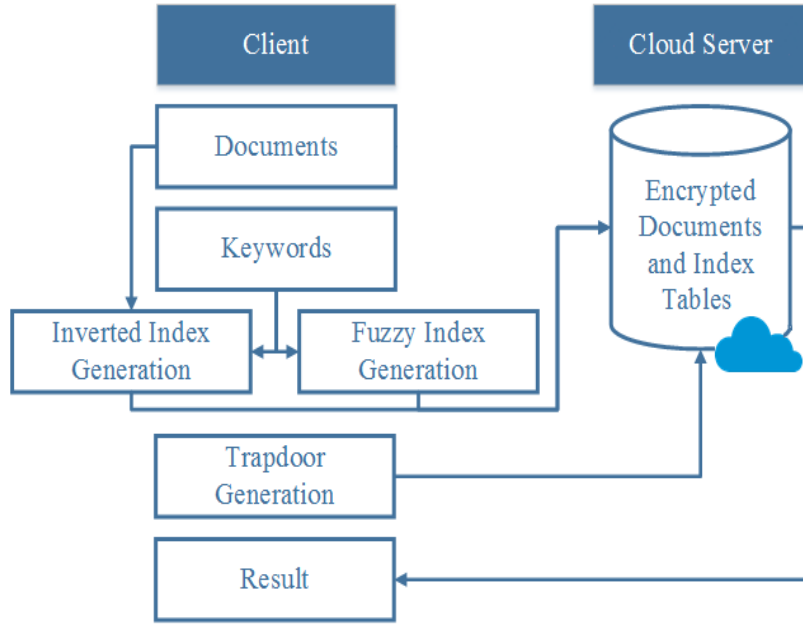 Client
Cloud Server
Documents
Keywords
Encrypted
Documents
and Index
Tables
Inverted Index
Generation
Fuzzy Index
Generation
Trapdoor
Generation
Result